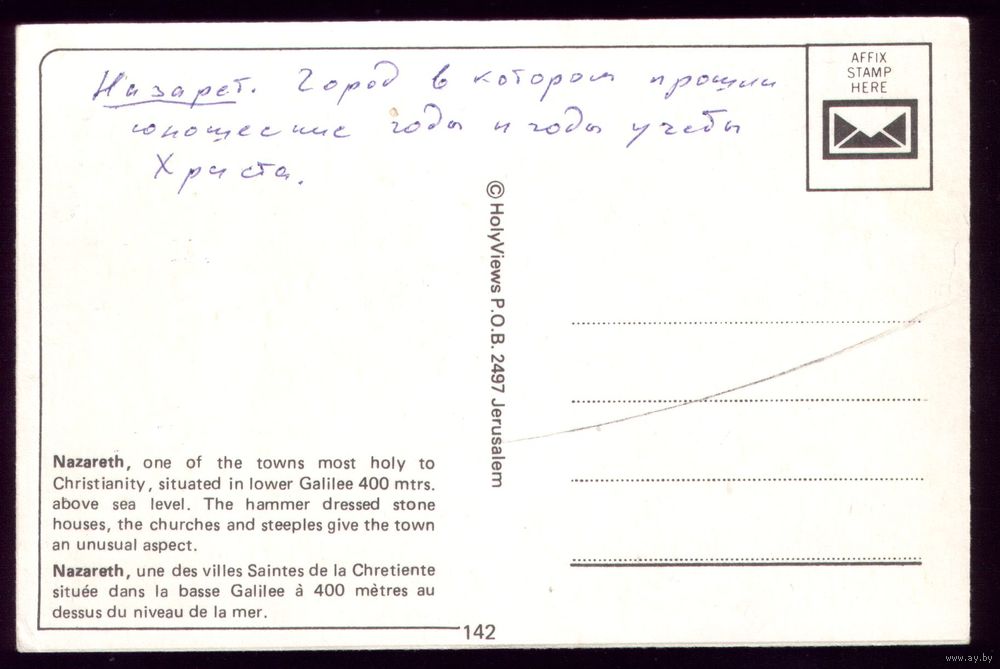 Назарет. Город в котором прошли
юношеские годы и годы учебы
Христа.
AFFIX
STAMP
HERE
© HolyViews P.O.B. 2497 Jerusalem
Nazareth, one of the towns most holy to
Christianity, situated in lower Galilee 400 mtrs.
above sea level. The hammer dressed stone
houses, the churches and steeples give the town
an unusual aspect.
Nazareth, une des villes Saintes de la Chretiente
située dans la basse Galilee à 400 mètres au
dessus du niveau de la mer.
142
www.ay.by